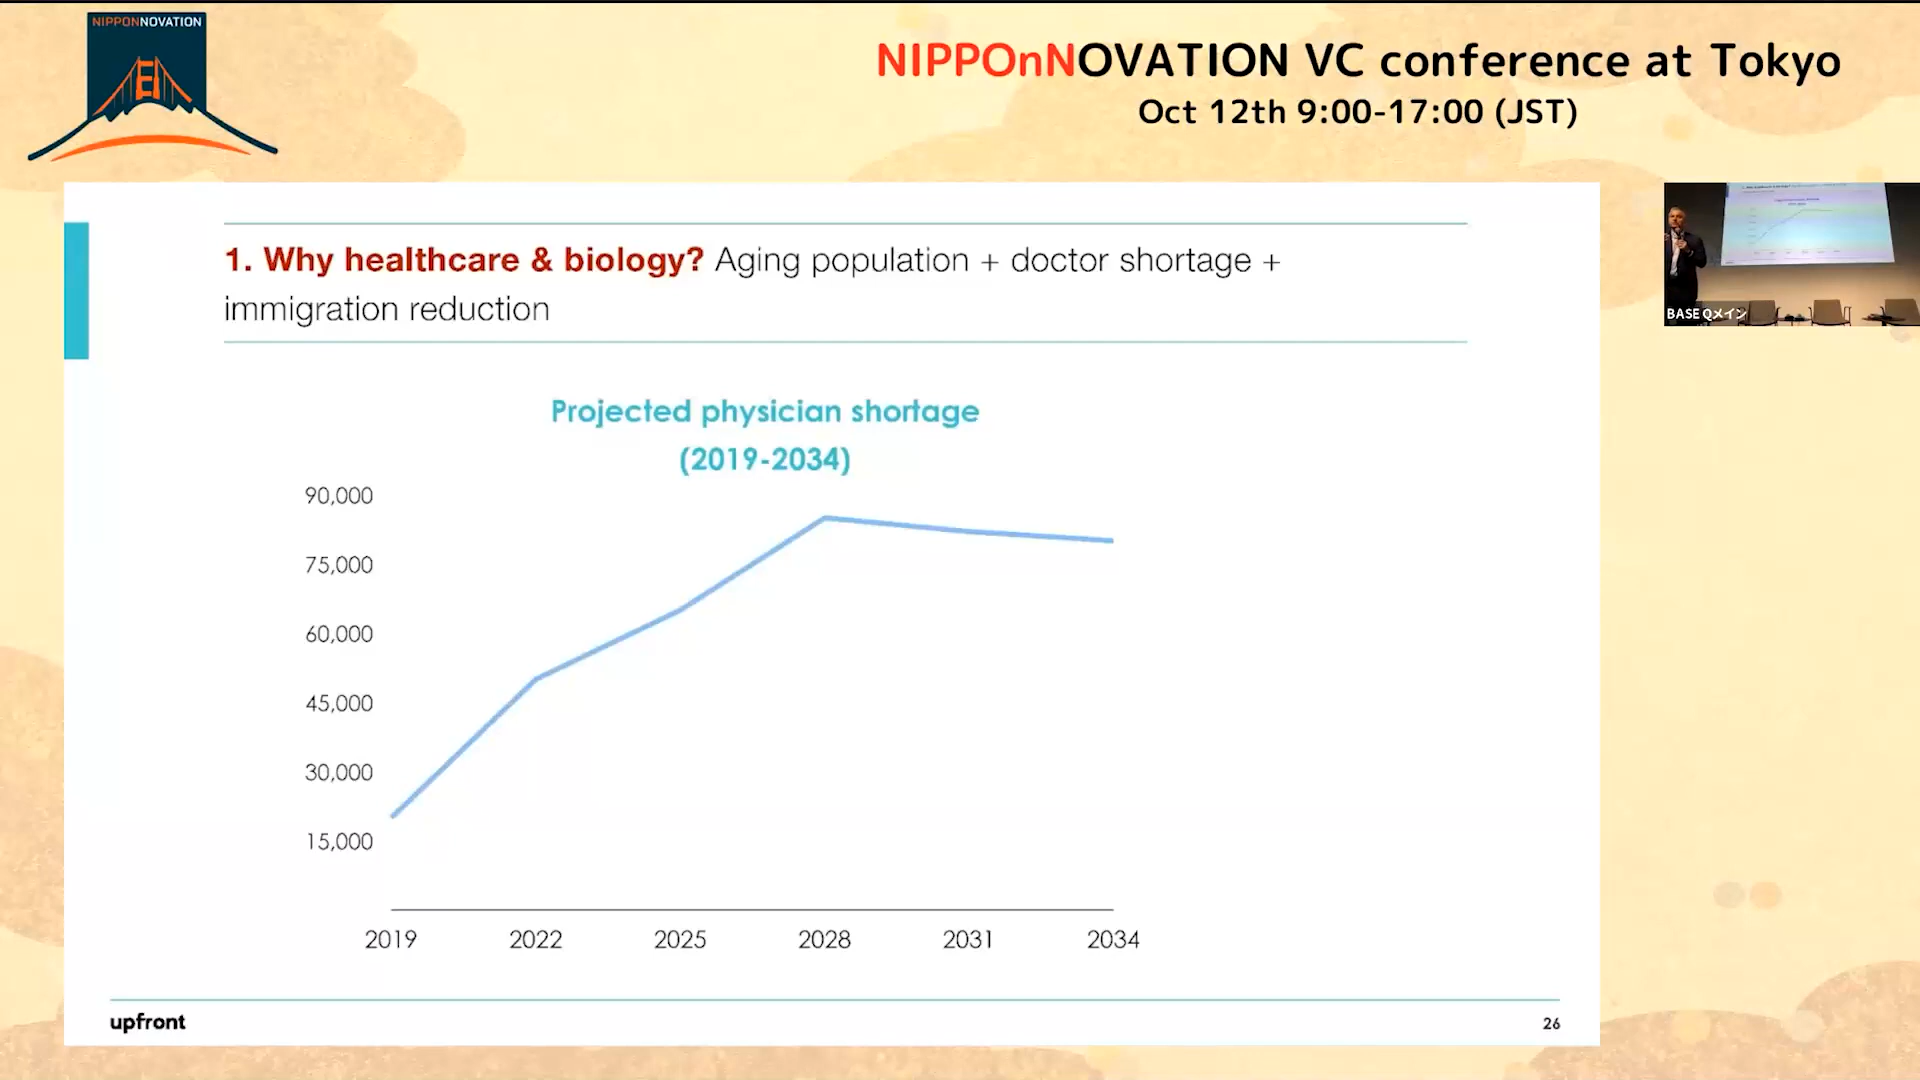 NIPPONNOVATION
NIPPOnNOVATION VC conference at Tokyo
Oct 12th 9:00-17:00 (JST)
1. Why healthcare & biology? Aging population + doctor shortage +
immigration reduction
BASE Qメイン
Projected physician shortage
(2019-2034)
90,000
75,000
60,000
45,000
30,000
15,000
2019 2022 2025 2028 2031 2034
upfront
26